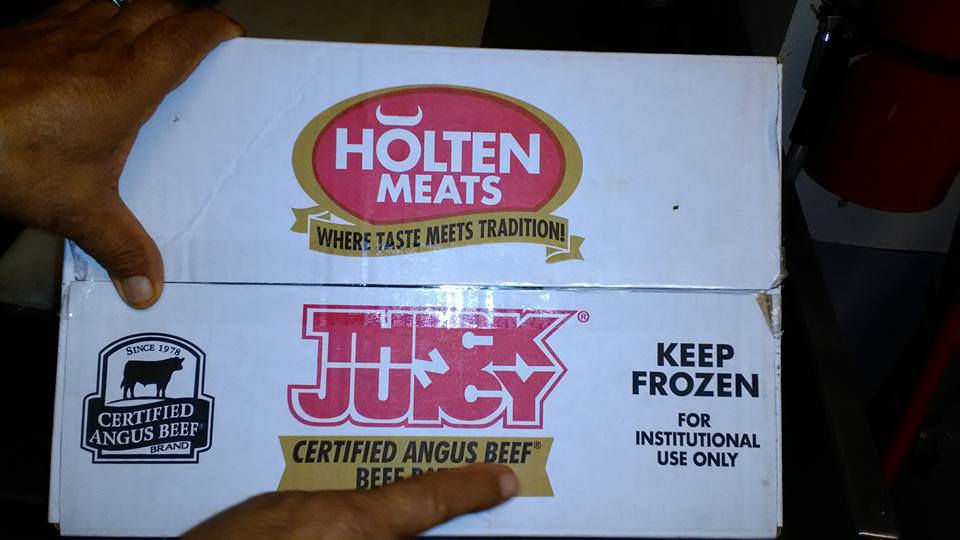 HOLTEN
MEATS
WHERE TASTE MEETS TRADITION!
THICK
N
JUICY®
SINCE 1978
CERTIFIED
ANGUS BEEF®
BRAND
CERTIFIED ANGUS BEEF®
BEEF
KEEP
FROZEN
FOR
INSTITUTIONAL
USE ONLY